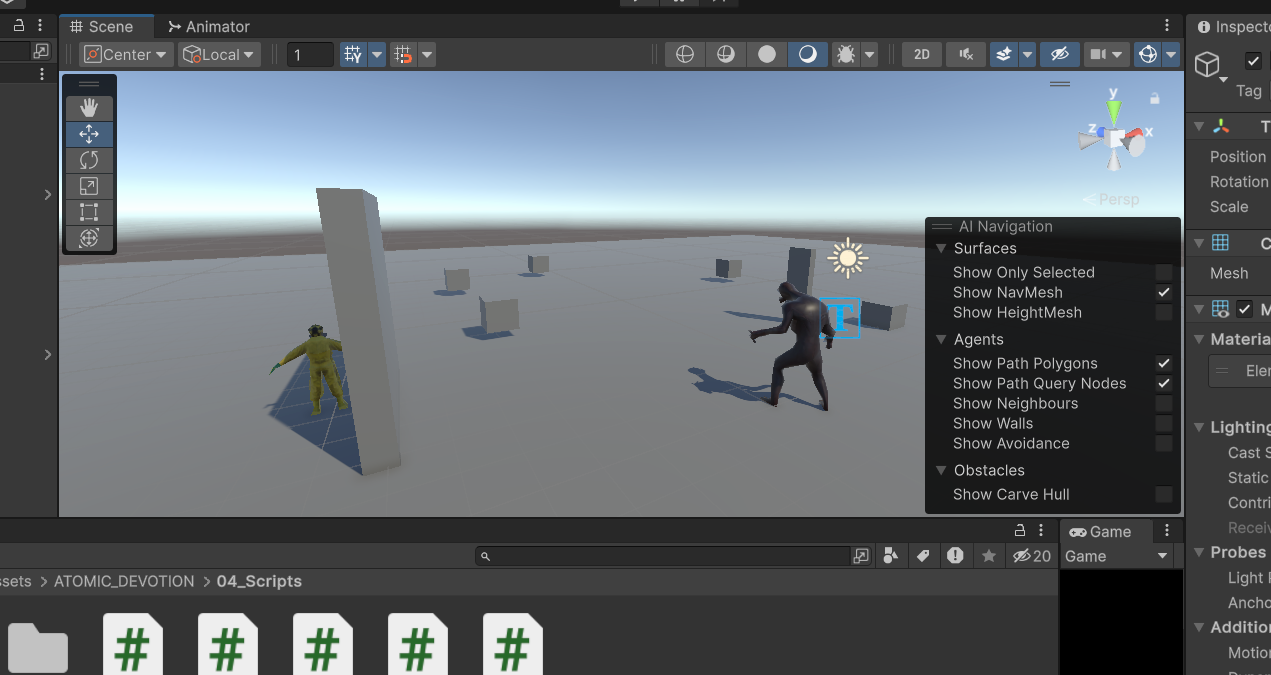 Scene
Animator
Inspecto
Center
Local
1
2D
Tag
y
z
x
Persp
T
Position
Rotation
Scale
C
Mesh
M
Materia
Eler
Lighting
Cast S
Static
Contri
Receiv
Probes
Light P
Ancho
Additio
Motion
AI Navigation
Surfaces
Show Only Selected
Show NavMesh
Show HeightMesh
Agents
Show Path Polygons
Show Path Query Nodes
Show Neighbours
Show Walls
Show Avoidance
Obstacles
Show Carve Hull
T
20
Game
Game
ssets > ATOMIC_DEVOTION > 04_Scripts
# # # # #